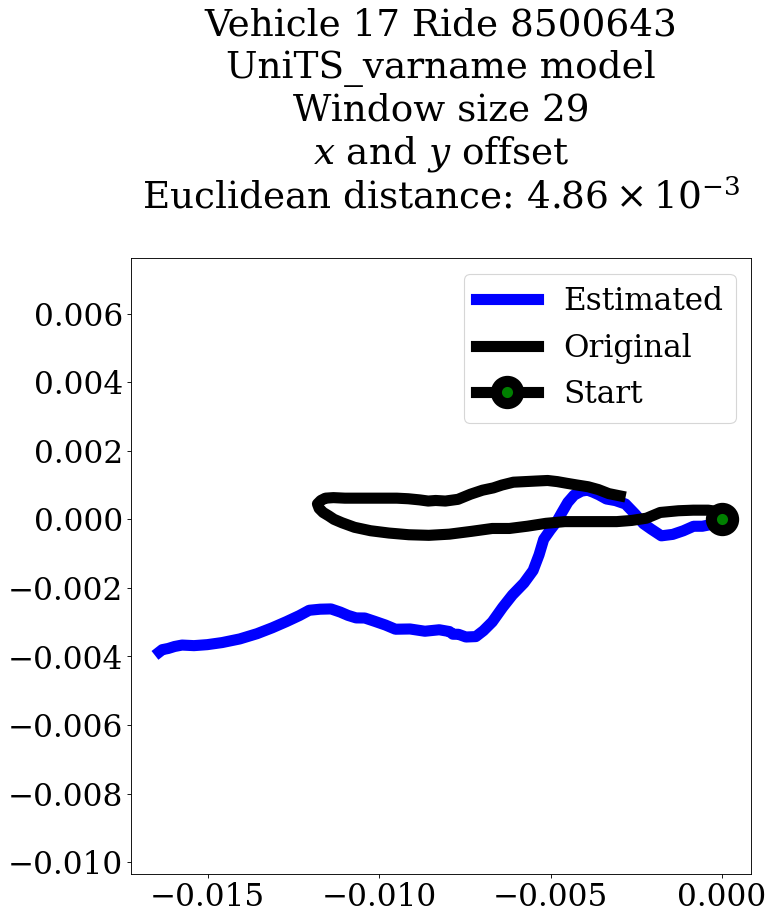 Vehicle 17 Ride 8500643
UniTS_varname model
Window size 29
x and y offset
Euclidean distance: 4.86 × 10⁻³
Estimated
Original
Start
0.006
0.004
0.002
0.000
−0.002
−0.004
−0.006
−0.008
−0.010
−0.015 −0.010 −0.005 0.000